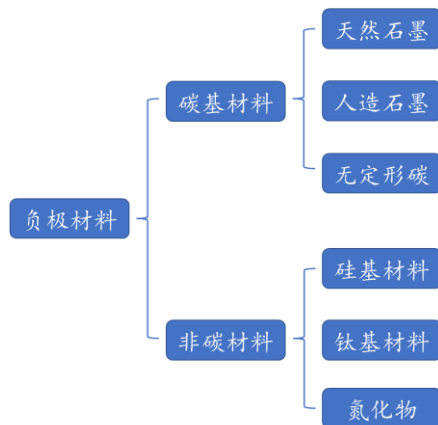 负极材料
碳基材料
天然石墨
人造石墨
无定形碳
非碳材料
硅基材料
钛基材料
氮化物